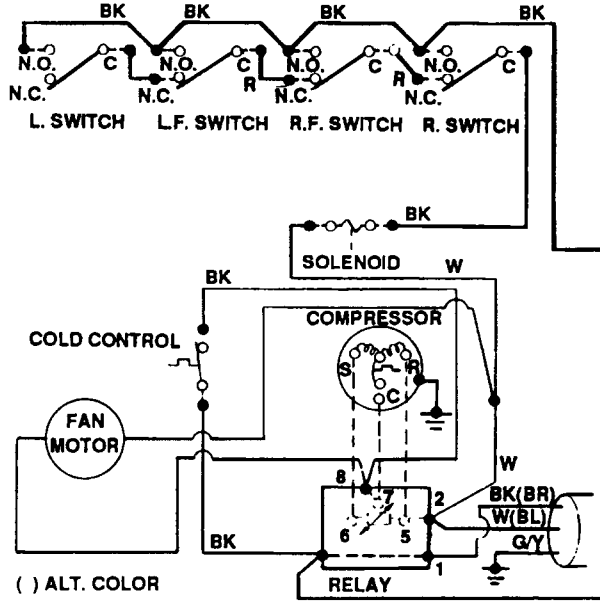 BK BK BK BK
N.O. C N.O. C N.O. C N.O. C
N.C. N.C. R N.C. R N.C.
L. SWITCH L.F. SWITCH R.F. SWITCH R. SWITCH
BK
SOLENOID
W
BK
COMPRESSOR
COLD CONTROL
S R
C
FAN
MOTOR
W
8
2
BK(BR)
7
W(BL)
6 5
G/Y
BK
1
( ) ALT. COLOR
RELAY